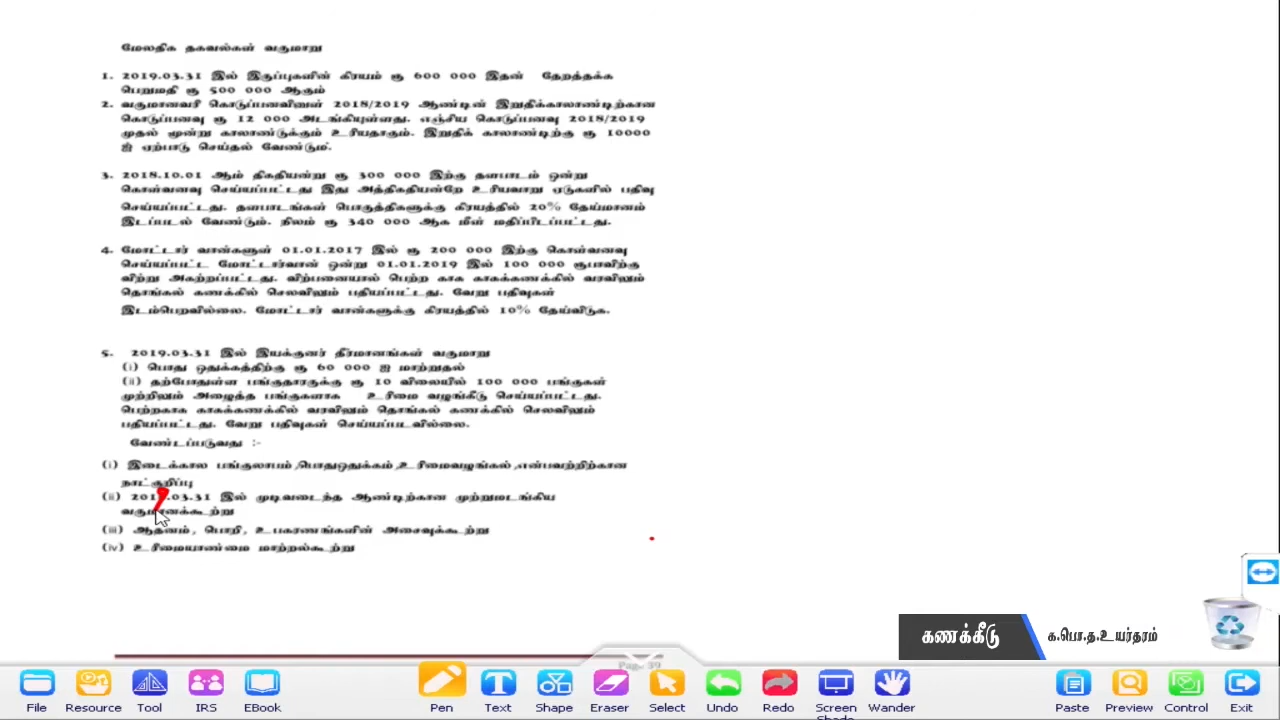 மேலதிக தகவல்கள் வருமாறு
1. 2019.03.31 இல் இருப்புகளின் கிரயம் ரூ 600 000 இதன் தேறத்தக்க
பெறுமதி ரூ 500 000 ஆகும்
2. வருமானவரி கொடுப்பனவினுள் 2018/2019 ஆண்டின் இறுதிக்காலாண்டிற்கான
கொடுப்பனவு ரூ 12 000 அடங்கியுள்ளது. எஞ்சிய கொடுப்பனவு 2018/2019
முதல் மூன்று காலாண்டுக்கும் உரியதாகும். இறுதிக் காலாண்டிற்கு ரூ 10000
ஐ ஏற்பாடு செய்தல் வேண்டும்.
3. 2018.10.01 ஆம் திகதியன்று ரூ 300 000 இற்கு தளபாடம் ஒன்று
கொள்வனவு செய்யப்பட்டது இது அத்திகதியன்றே உரியவாறு ஏடுகளில் பதிவு
செய்யப்பட்டது. தளபாடங்கள் பொருத்திகளுக்கு கிரயத்தில் 20% தேய்மானம்
இடப்படல் வேண்டும். நிலம் ரூ 340 000 ஆக மீள் மதிப்பிடப்பட்டது.
4. மோட்டார் வான்களுள் 01.01.2017 இல் ரூ 200 000 இற்கு கொள்வனவு
செய்யப்பட்ட மோட்டார்வான் ஒன்று 01.01.2019 இல் 100 000 ரூபாவிற்கு
விற்று அகற்றப்பட்டது. விற்பனையால் பெற்ற காசு காசுக்கணக்கில் வரவிலும்
தொங்கல் கணக்கில் செலவிலும் பதியப்பட்டது. வேறு பதிவுகள்
இடம்பெறவில்லை. மோட்டார் வான்களுக்கு கிரயத்தில் 10% தேய்விடுக.
5. 2019.03.31 இல் இயக்குனர் தீர்மானங்கள் வருமாறு
(i) பொது ஒதுக்கத்திற்கு ரூ 60 000 ஐ மாற்றுதல்
(ii) தற்போதுள்ள பங்குதாரருக்கு ரூ 10 விலையில் 100 000 பங்குகள்
முற்றிலும் அழைத்த பங்குகளாக உரிமை வழங்கீடு செய்யப்பட்டது.
பெற்றகாசு காசுக்கணக்கில் வரவிலும் தொங்கல் கணக்கில் செலவிலும்
பதியப்பட்டது. வேறு பதிவுகள் செய்யப்படவில்லை.
வேண்டப்படுவது :-
(i) இடைக்கால பங்குலாபம் ,பொதுஒதுக்கம் ,உரிமைவழங்கல் ,என்பவற்றிற்கான
நாட்குறிப்பு
(ii) 2019.03.31 இல் முடிவடைந்த ஆண்டிற்கான முற்றுமடங்கிய
வருமானக்கூற்று
(iii) ஆதனம் , பொறி , உபகரணங்களின் அசைவுக்கூற்று
(iv) உரிமையாண்மை மாற்றல்கூற்று
கணக்கீடு
க.பொ.த.உயர்தரம்
Page 39
File Resource Tool IRS EBook Pen Text Shape Eraser Select Undo Redo Screen Shade Wander Paste Preview Control Exit